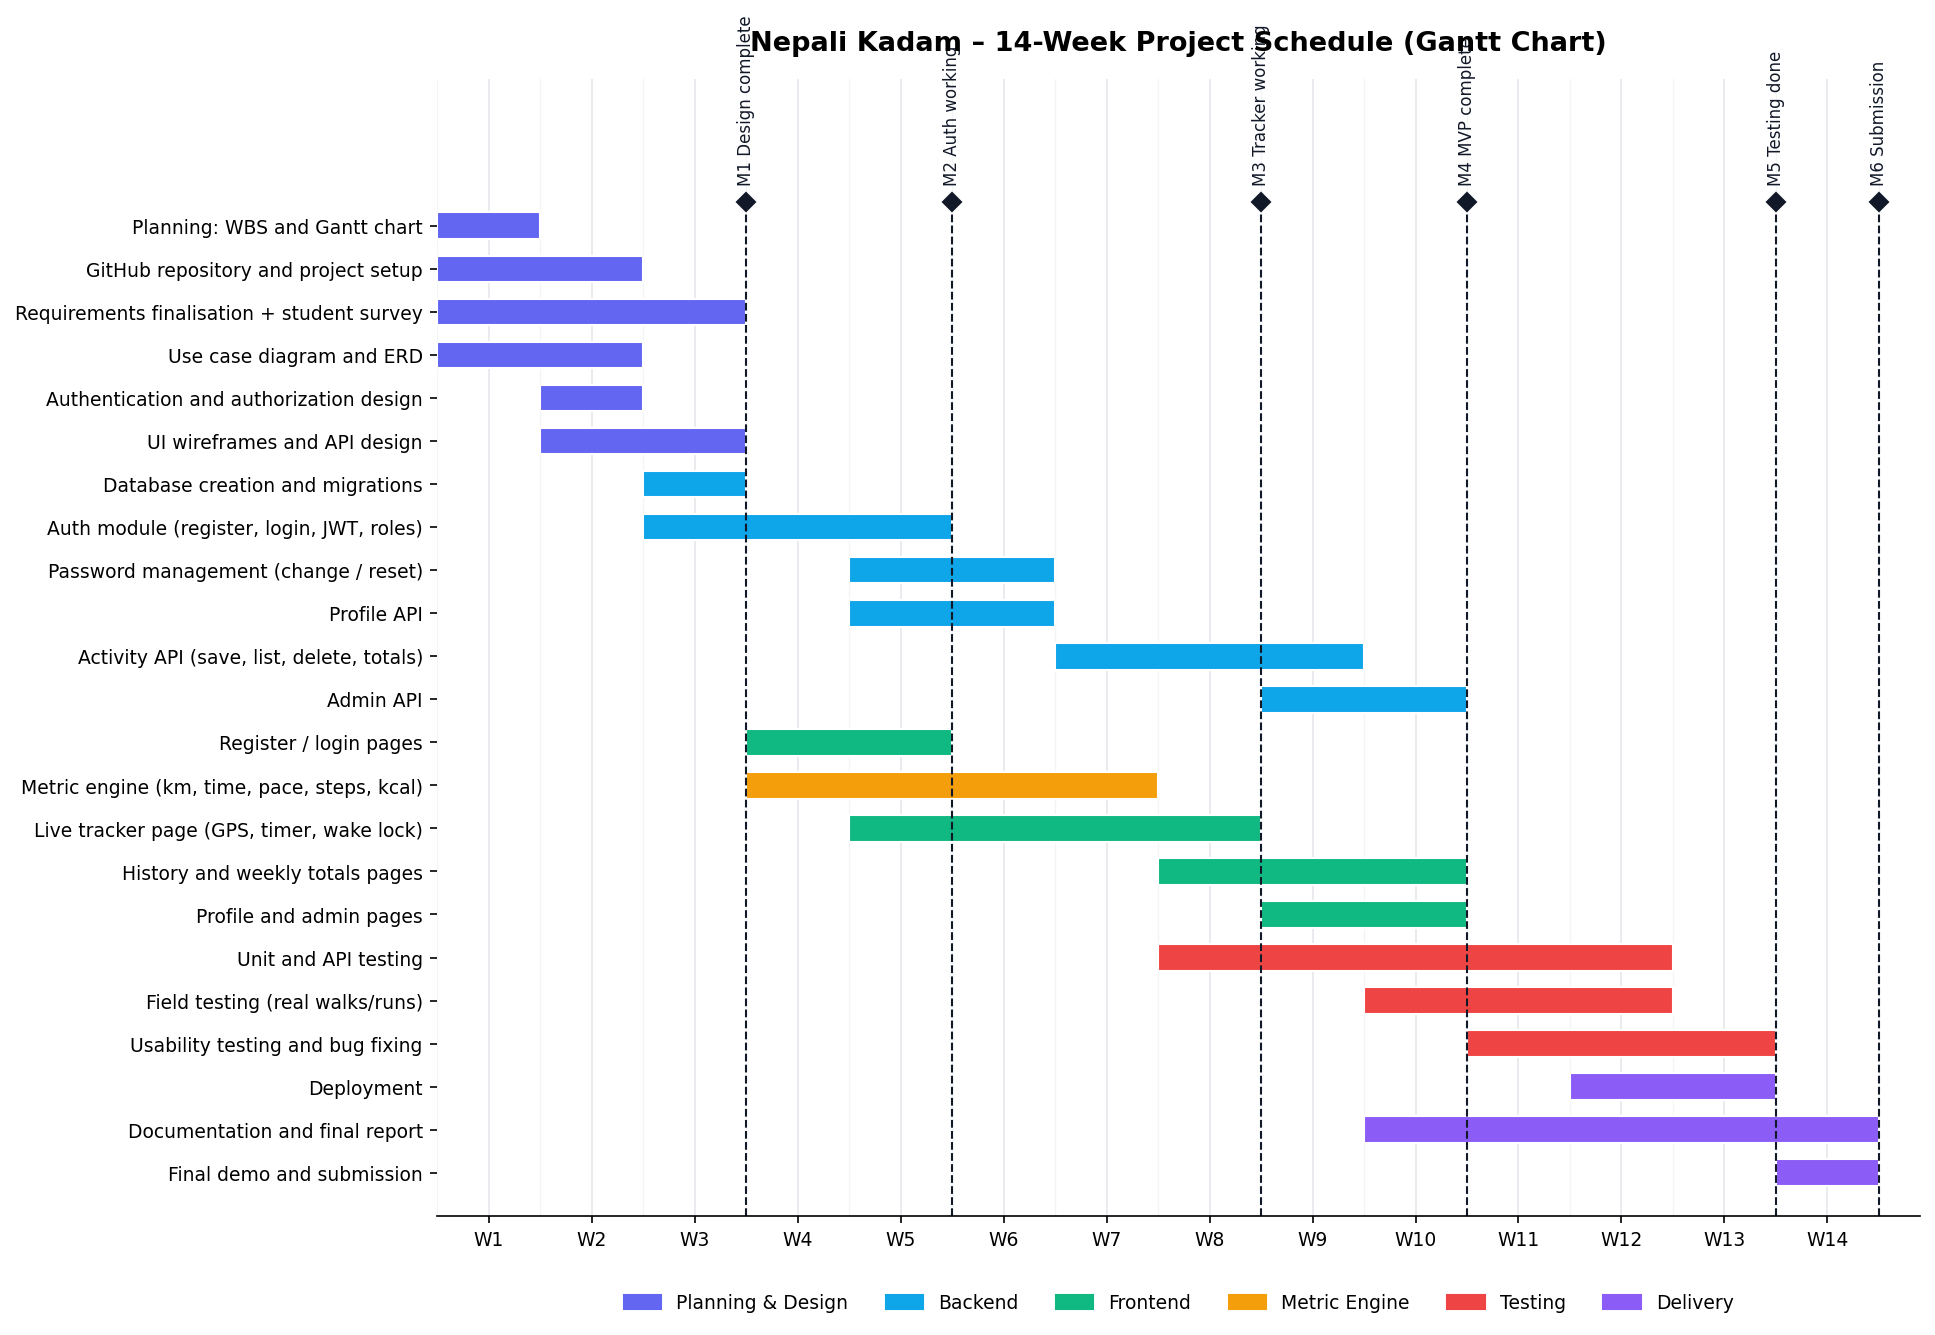 Nepali Kadam – 14-Week Project Schedule (Gantt Chart)
M1 Design complete
M2 Auth working
M3 Tracker working
M4 MVP complete
M5 Testing done
M6 Submission
Planning: WBS and Gantt chart
GitHub repository and project setup
Requirements finalisation + student survey
Use case diagram and ERD
Authentication and authorization design
UI wireframes and API design
Database creation and migrations
Auth module (register, login, JWT, roles)
Password management (change / reset)
Profile API
Activity API (save, list, delete, totals)
Admin API
Register / login pages
Metric engine (km, time, pace, steps, kcal)
Live tracker page (GPS, timer, wake lock)
History and weekly totals pages
Profile and admin pages
Unit and API testing
Field testing (real walks/runs)
Usability testing and bug fixing
Deployment
Documentation and final report
Final demo and submission
W1 W2 W3 W4 W5 W6 W7 W8 W9 W10 W11 W12 W13 W14
Planning & Design Backend Frontend Metric Engine Testing Delivery